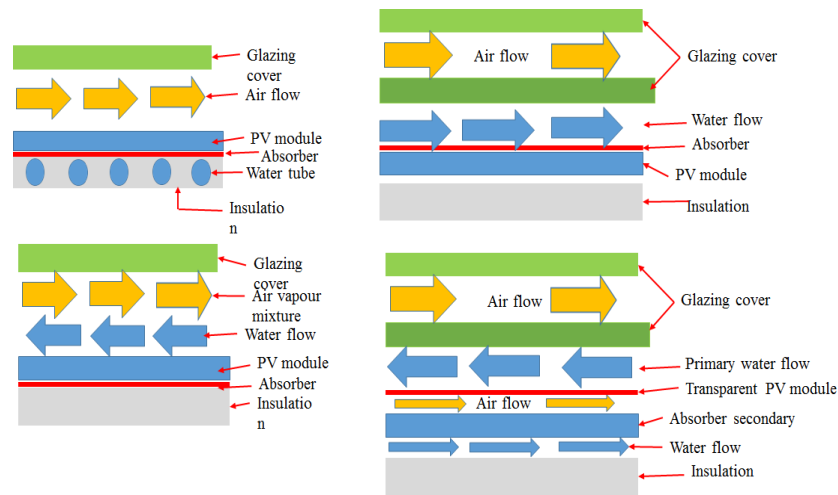 Glazing
cover
Air flow
PV module
Absorber
Water tube
Insulatio
n
Air flow
Glazing cover
Water flow
Absorber
PV module
Insulation
Glazing
cover
Air vapour
mixture
Water flow
PV module
Absorber
Insulatio
n
Air flow
Glazing cover
Primary water flow
Transparent PV module
Air flow
Absorber secondary
Water flow
Insulation